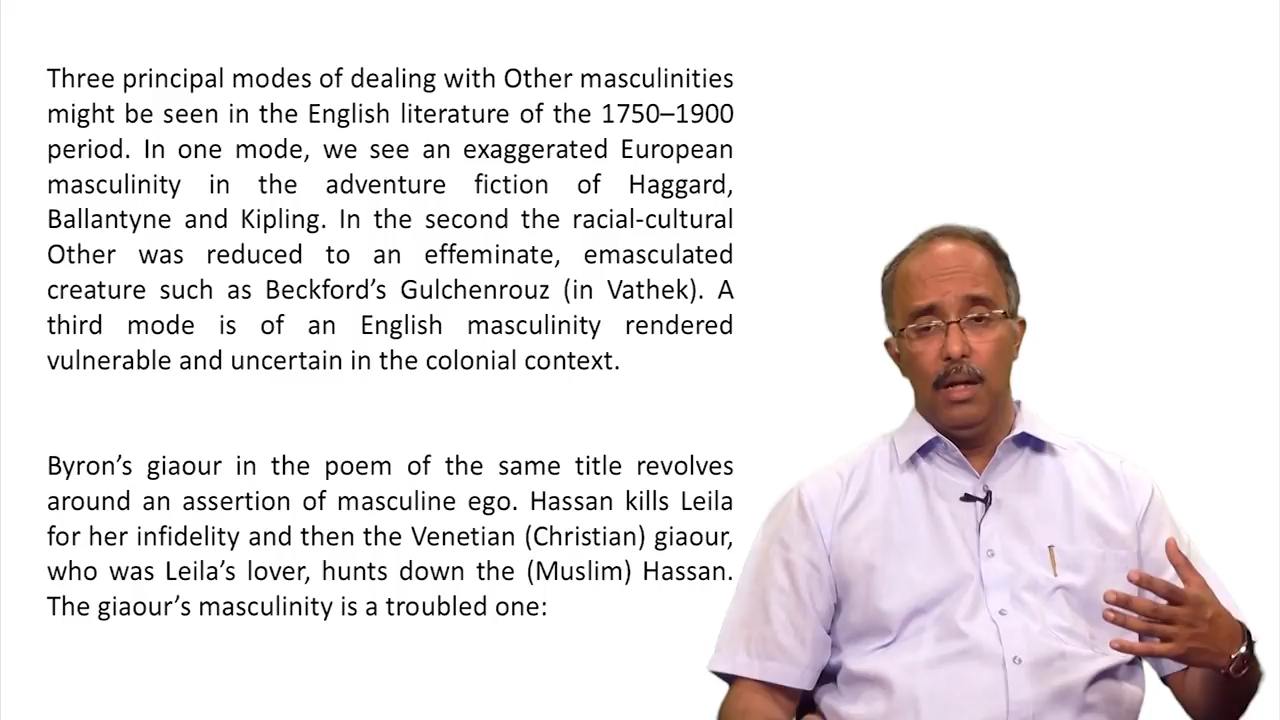 Three principal modes of dealing with Other masculinities
might be seen in the English literature of the 1750–1900
period. In one mode, we see an exaggerated European
masculinity in the adventure fiction of Haggard,
Ballantyne and Kipling. In the second the racial-cultural
Other was reduced to an effeminate, emasculated
creature such as Beckford’s Gulchenrouz (in Vathek). A
third mode is of an English masculinity rendered
vulnerable and uncertain in the colonial context.
Byron’s giaour in the poem of the same title revolves
around an assertion of masculine ego. Hassan kills Leila
for her infidelity and then the Venetian (Christian) giaour,
who was Leila’s lover, hunts down the (Muslim) Hassan.
The giaour’s masculinity is a troubled one: